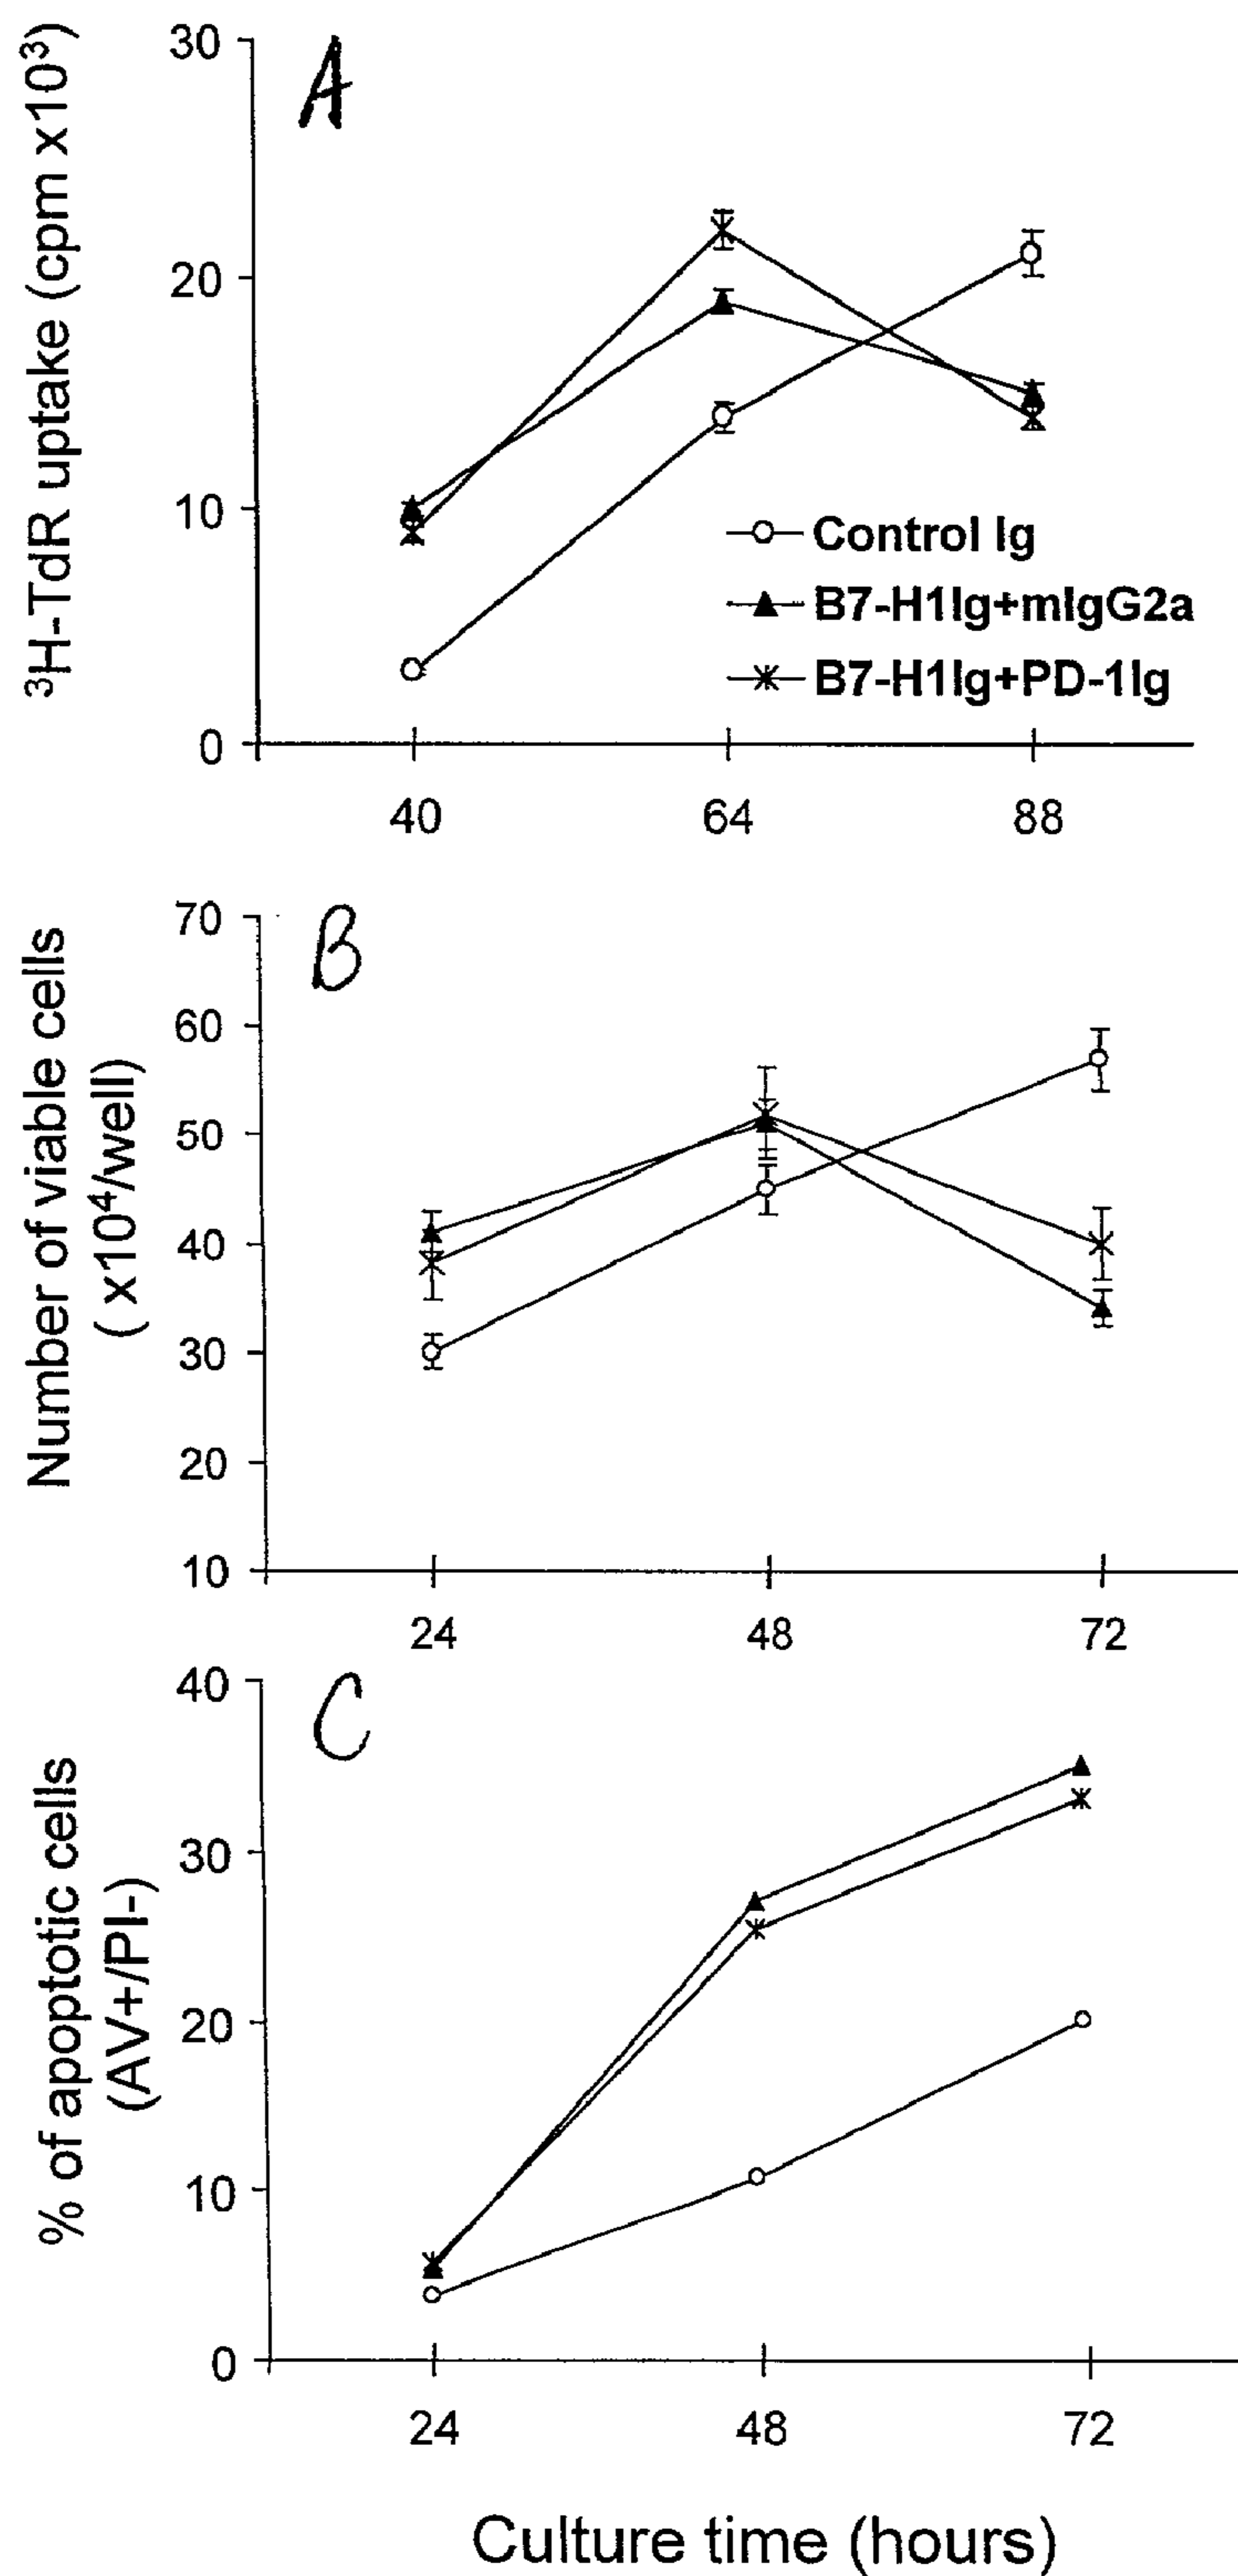 A
³H-TdR uptake (cpm x10³)
30
20
10
0
Control Ig
B7-H1Ig+mIgG2a
B7-H1Ig+PD-1Ig
40 64 88
B
Number of viable cells
( x10⁴/well)
70
60
50
40
30
20
10
24 48 72
C
% of apoptotic cells
(AV+/PI-)
40
30
20
10
0
24 48 72
Culture time (hours)